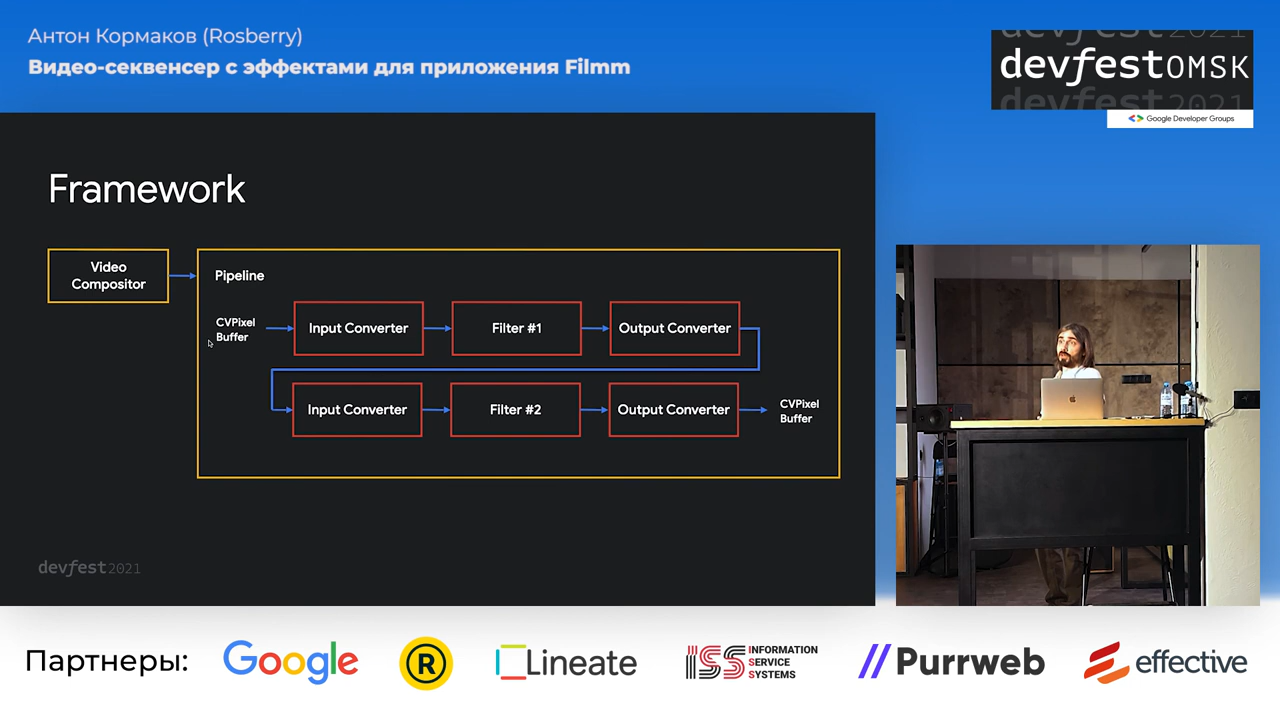 Антон Кормаков (Rosberry)
Видео-секвенсер с эффектами для приложения Filmm
devfest 2021
devfest OMSK
devfest 2021
Google Developer Groups
Framework
Video
Compositor
Pipeline
CVPixel
Buffer
Input Converter
Filter #1
Output Converter
Input Converter
Filter #2
Output Converter
CVPixel
Buffer
devfest 2021
Партнеры:
Google
R
Lineate
ISS INFORMATION
SERVICE
SYSTEMS
Purrweb
effective